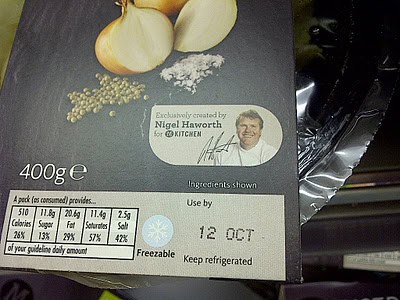 Exclusively created by
Nigel Haworth
for KITCHEN
400g e
Ingredients shown
A pack (as consumed) provides...
510 11.8g 20.6g 11.4g 2.5g
Calories Sugar Fat Saturates Salt
26% 13% 29% 57% 42%
of your guideline daily amount
Freezable
Use by
12 OCT
Keep refrigerated